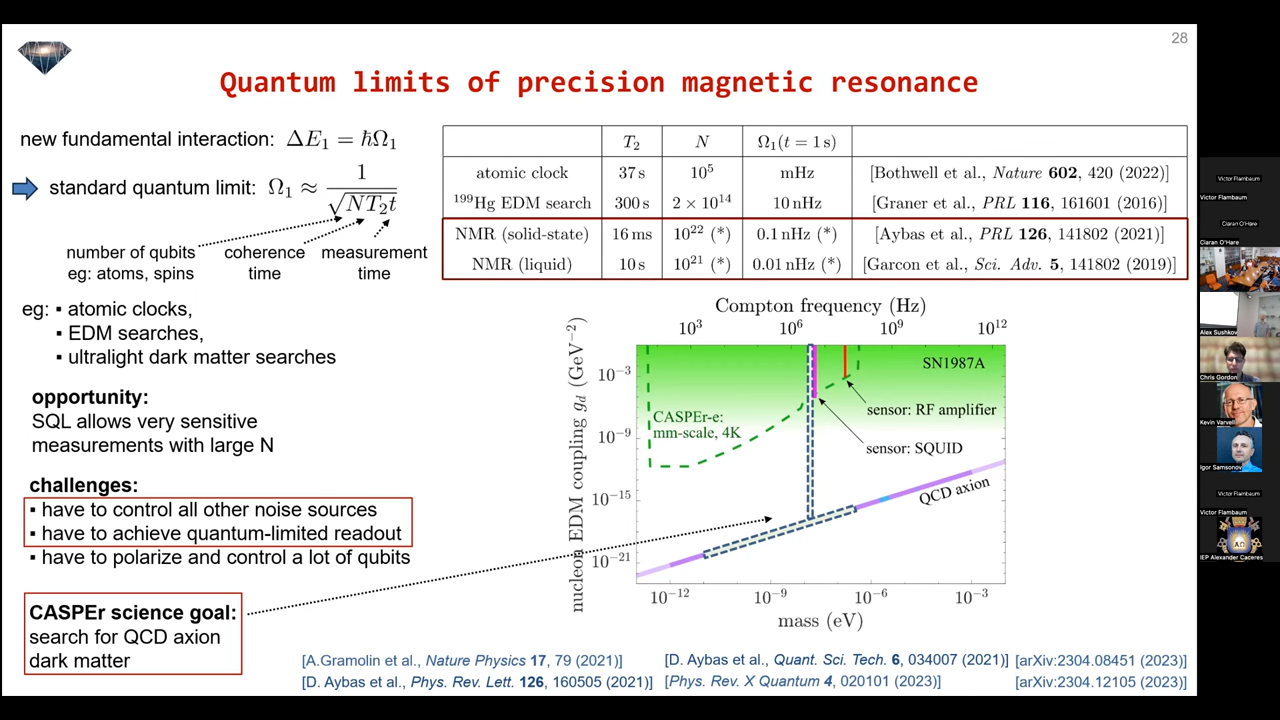 28
Quantum limits of precision magnetic resonance
new fundamental interaction: ΔE₁ = ħΩ₁
standard quantum limit: Ω₁ ≈ 1/√(NT₂t)
number of qubits
eg: atoms, spins
coherence
time
measurement
time
eg: ▪ atomic clocks,
▪ EDM searches,
▪ ultralight dark matter searches
opportunity:
SQL allows very sensitive
measurements with large N
challenges:
▪ have to control all other noise sources
▪ have to achieve quantum-limited readout
▪ have to polarize and control a lot of qubits
CASPEr science goal:
search for QCD axion
dark matter
T₂ N Ω₁(t = 1 s)
atomic clock 37 s 10⁵ mHz [Bothwell et al., Nature 602, 420 (2022)]
¹⁹⁹Hg EDM search 300 s 2 × 10¹⁴ 10 nHz [Graner et al., PRL 116, 161601 (2016)]
NMR (solid-state) 16 ms 10²² (*) 0.1 nHz (*) [Aybas et al., PRL 126, 141802 (2021)]
NMR (liquid) 10 s 10²¹ (*) 0.01 nHz (*) [Garcon et al., Sci. Adv. 5, 141802 (2019)]
Compton frequency (Hz)
10³ 10⁶ 10⁹ 10¹²
nucleon EDM coupling g_d (GeV⁻²)
10⁻³
10⁻⁹
10⁻¹⁵
10⁻²¹
SN1987A
CASPEr-e:
mm-scale, 4K
sensor: RF amplifier
sensor: SQUID
QCD axion
10⁻¹² 10⁻⁹ 10⁻⁶ 10⁻³
mass (eV)
[A.Gramolin et al., Nature Physics 17, 79 (2021)]
[D. Aybas et al., Quant. Sci. Tech. 6, 034007 (2021)]
[arXiv:2304.08451 (2023)]
[D. Aybas et al., Phys. Rev. Lett. 126, 160505 (2021)]
[Phys. Rev. X Quantum 4, 020101 (2023)]
[arXiv:2304.12105 (2023)]
Victor Flambaum
Victor Flambaum
Ciaran O'Hare
Ciaran O'Hare
Alex Sushkov
Chris Gordon
Kevin Varvell
Igor Samsonov
Victor Flambaum
Victor Flambaum
ΑΩ
IEP Alexander Caceres